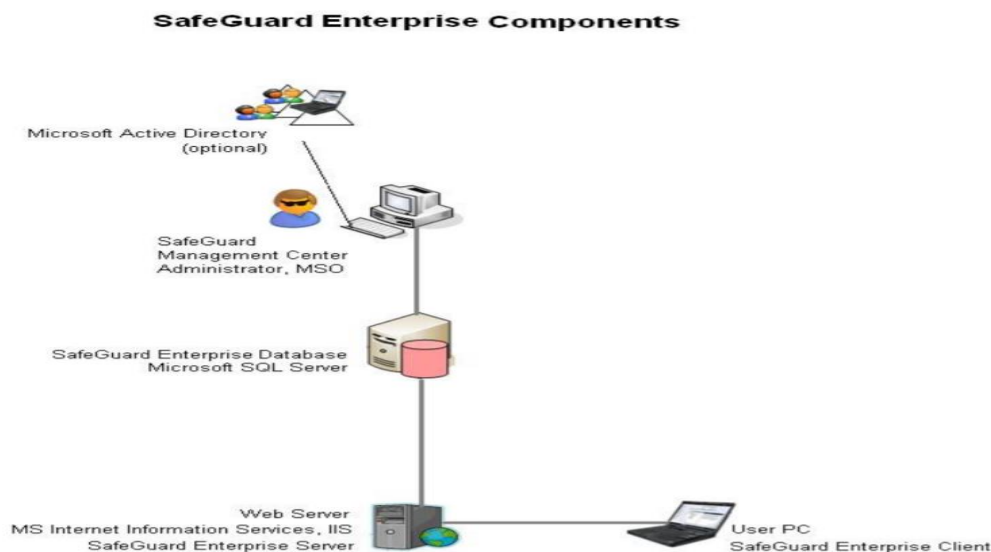 SafeGuard Enterprise Components
Microsoft Active Directory
(optional)
SafeGuard
Management Center
Administrator, MSO
SafeGuard Enterprise Database
Microsoft SQL Server
Web Server
MS Internet Information Services, IIS
SafeGuard Enterprise Server
User PC
SafeGuard Enterprise Client